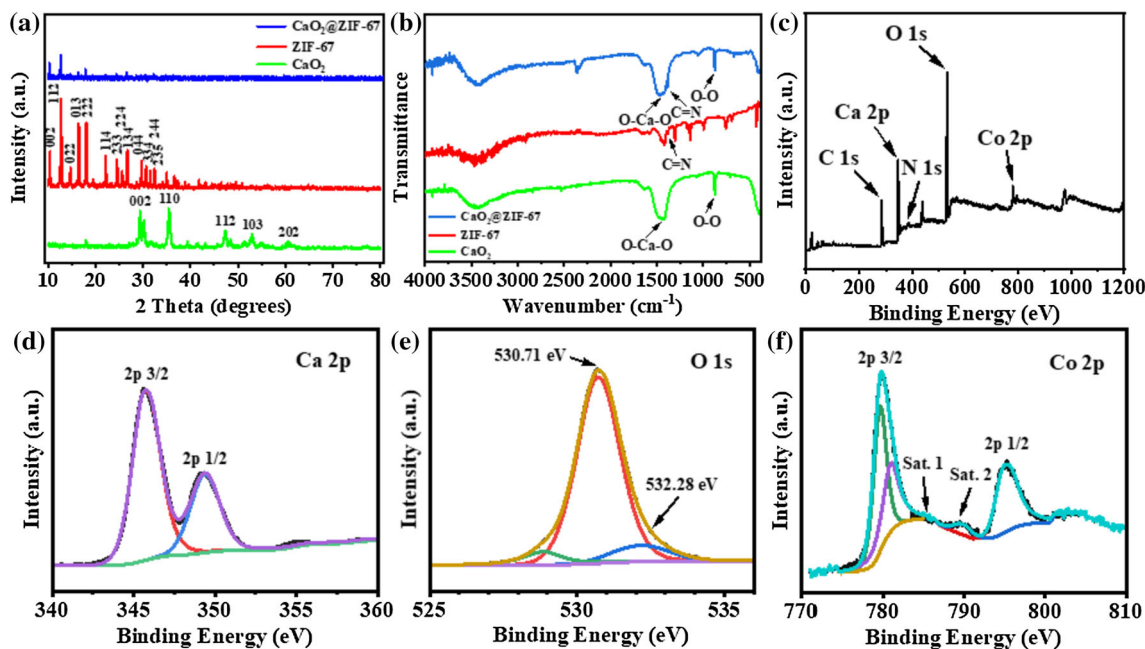 (a)
CaO₂@ZIF-67
ZIF-67
CaO₂
002
112
022
013
222
114
233
224
134
044
334
244
235
002
110
112
103
202
Intensity (a.u.)
10 20 30 40 50 60 70 80
2 Theta (degrees)
(b)
O-Ca-O
C=N
O-O
C=N
CaO₂@ZIF-67
ZIF-67
CaO₂
O-Ca-O
O-O
Transmittance
4000 3500 3000 2500 2000 1500 1000 500
Wavenumber (cm⁻¹)
(c)
O 1s
Ca 2p
C 1s
N 1s
Co 2p
Intensity (a.u.)
0 200 400 600 800 1000 1200
Binding Energy (eV)
(d)
Ca 2p
2p 3/2
2p 1/2
Intensity (a.u.)
340 345 350 355 360
Binding Energy (eV)
(e)
O 1s
530.71 eV
532.28 eV
Intensity (a.u.)
525 530 535
Binding Energy (eV)
(f)
Co 2p
2p 3/2
Sat. 1
Sat. 2
2p 1/2
Intensity (a.u.)
770 780 790 800 810
Binding Energy (eV)